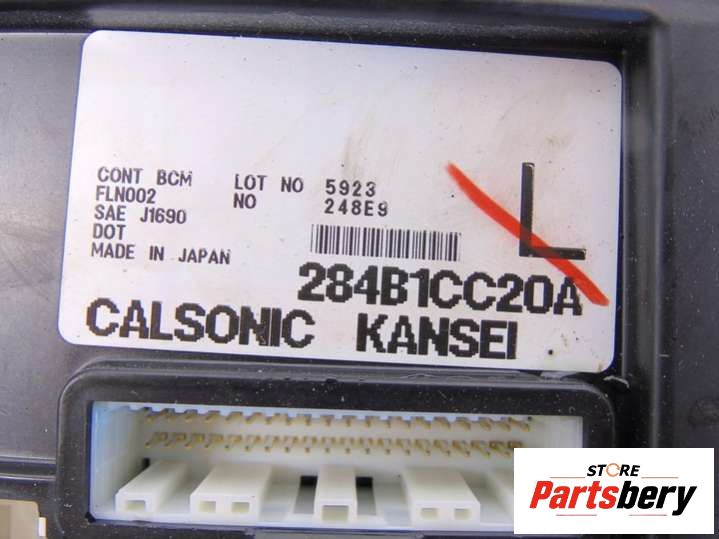 CONT BCM LOT NO 5923
FLN002 NO 248E9
SAE J1690
DOT
MADE IN JAPAN
L
284B1CC20A
CALSONIC KANSEI
STORE
Partsbery